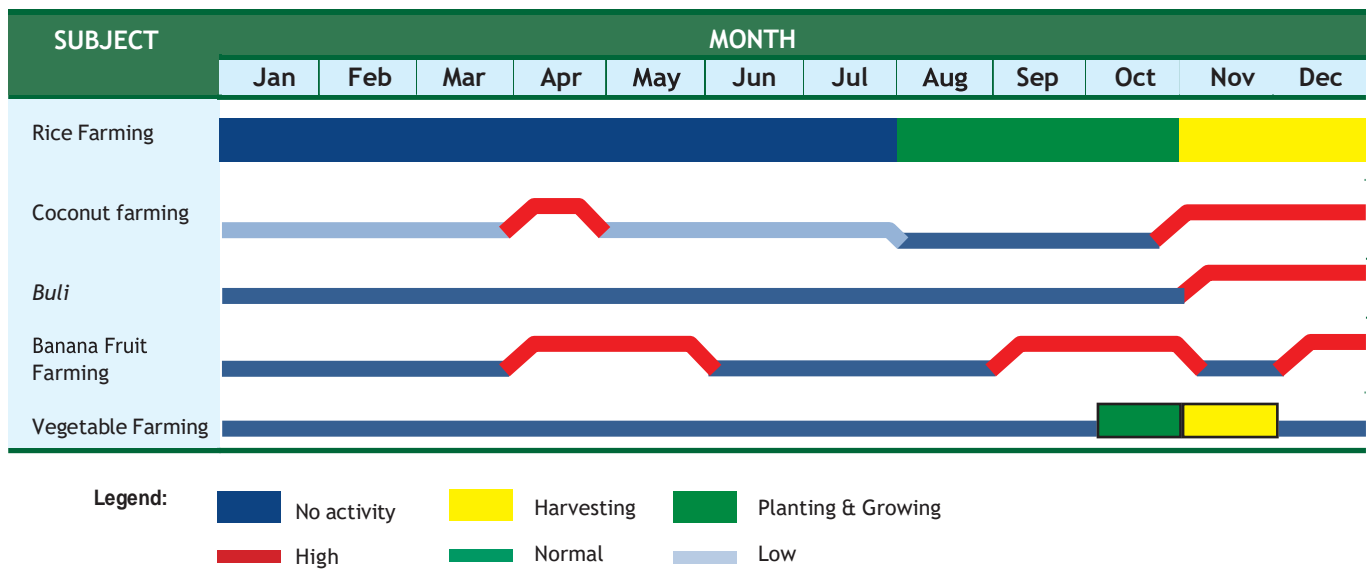 SUBJECT MONTH
Jan Feb Mar Apr May Jun Jul Aug Sep Oct Nov Dec
Rice Farming
Coconut farming
Buli
Banana Fruit
Farming
Vegetable Farming
Legend: No activity Harvesting Planting & Growing
High Normal Low